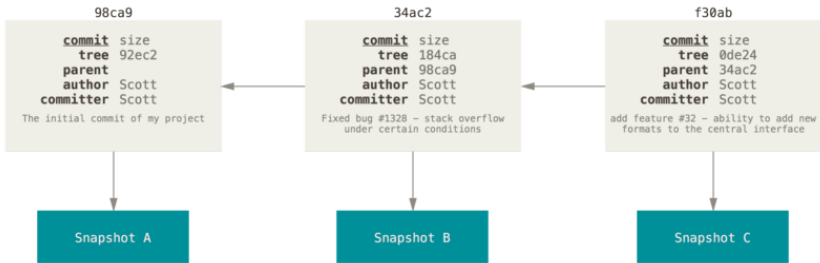 98ca9
commit size
tree 92ec2
parent
author Scott
committer Scott
The initial commit of my project
Snapshot A
34ac2
commit size
tree 184ca
parent 98ca9
author Scott
committer Scott
Fixed bug #1328 – stack overflow
under certain conditions
Snapshot B
f30ab
commit size
tree 0de24
parent 34ac2
author Scott
committer Scott
add feature #32 – ability to add new
formats to the central interface
Snapshot C